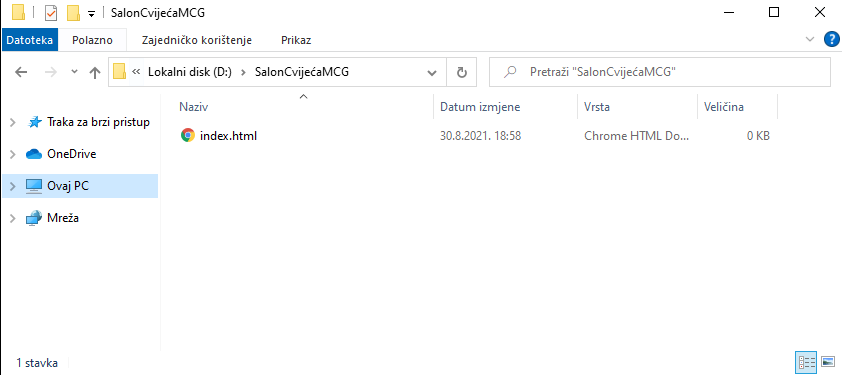 SalonCvijećaMCG
Datoteka Polazno Zajedničko korištenje Prikaz
« Lokalni disk (D:) > SalonCvijećaMCG Pretraži "SalonCvijećaMCG"
Naziv Datum izmjene Vrsta Veličina
Traka za brzi pristup
index.html 30.8.2021. 18:58 Chrome HTML Do... 0 KB
OneDrive
Ovaj PC
Mreža
1 stavka